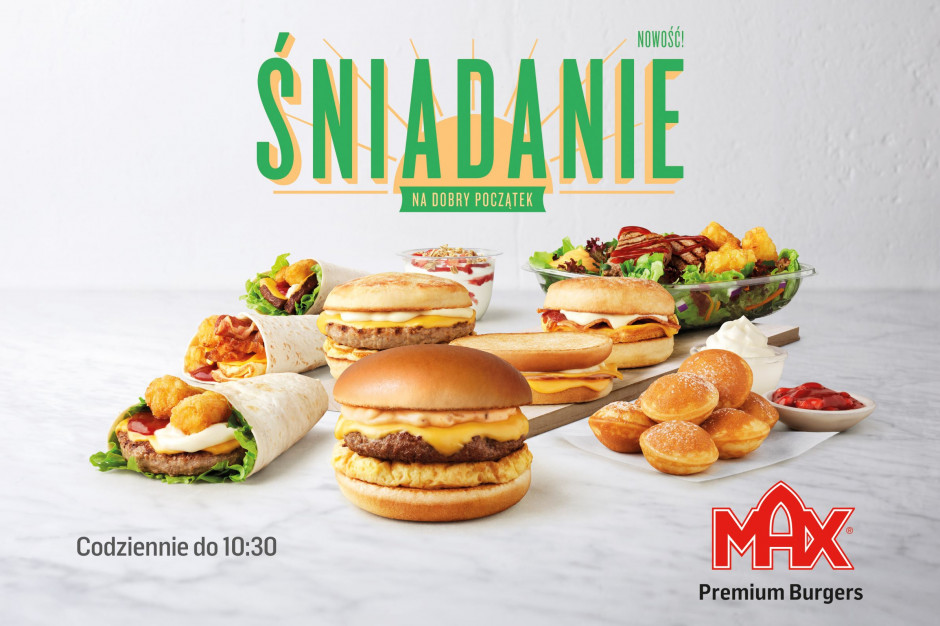 NOWOŚĆ!
ŚNIADANIE
NA DOBRY POCZĄTEK
Codziennie do 10:30
MAX®
Premium Burgers